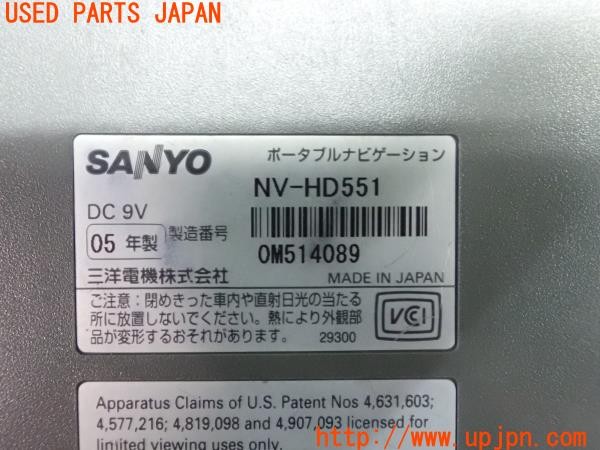 USED PARTS JAPAN
SANYO ポータブルナビゲーション
NV-HD551
DC 9V
05 年製 製造番号 0M514089
三洋電機株式会社 MADE IN JAPAN
ご注意：閉めきった車内や直射日光の当たる
所に放置しないでください。熱により外観部
品が変形するおそれがあります。 29300
VCI
Apparatus Claims of U.S. Patent Nos 4,631,603;
4,577,216; 4,819,098 and 4,907,093 licensed for
limited viewing uses only.
http://www.upjpn.com/